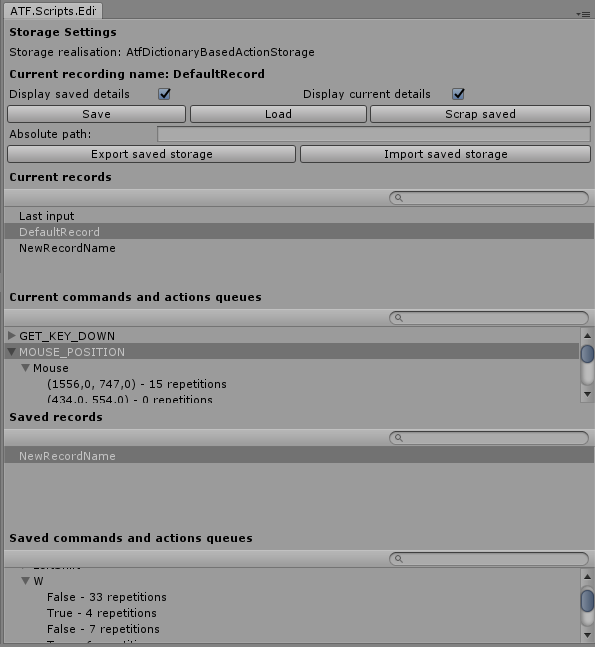 ATF.Scripts.Edi
Storage Settings
Storage realisation: AtfDictionaryBasedActionStorage
Current recording name: DefaultRecord
Display saved details Display current details
Save Load Scrap saved
Absolute path:
Export saved storage Import saved storage
Current records
Last input
DefaultRecord
NewRecordName
Current commands and actions queues
GET_KEY_DOWN
MOUSE_POSITION
Mouse
(1556,0, 747,0) - 15 repetitions
(434,0, 554,0) - 0 repetitions
Saved records
NewRecordName
Saved commands and actions queues
W
False - 33 repetitions
True - 4 repetitions
False - 7 repetitions